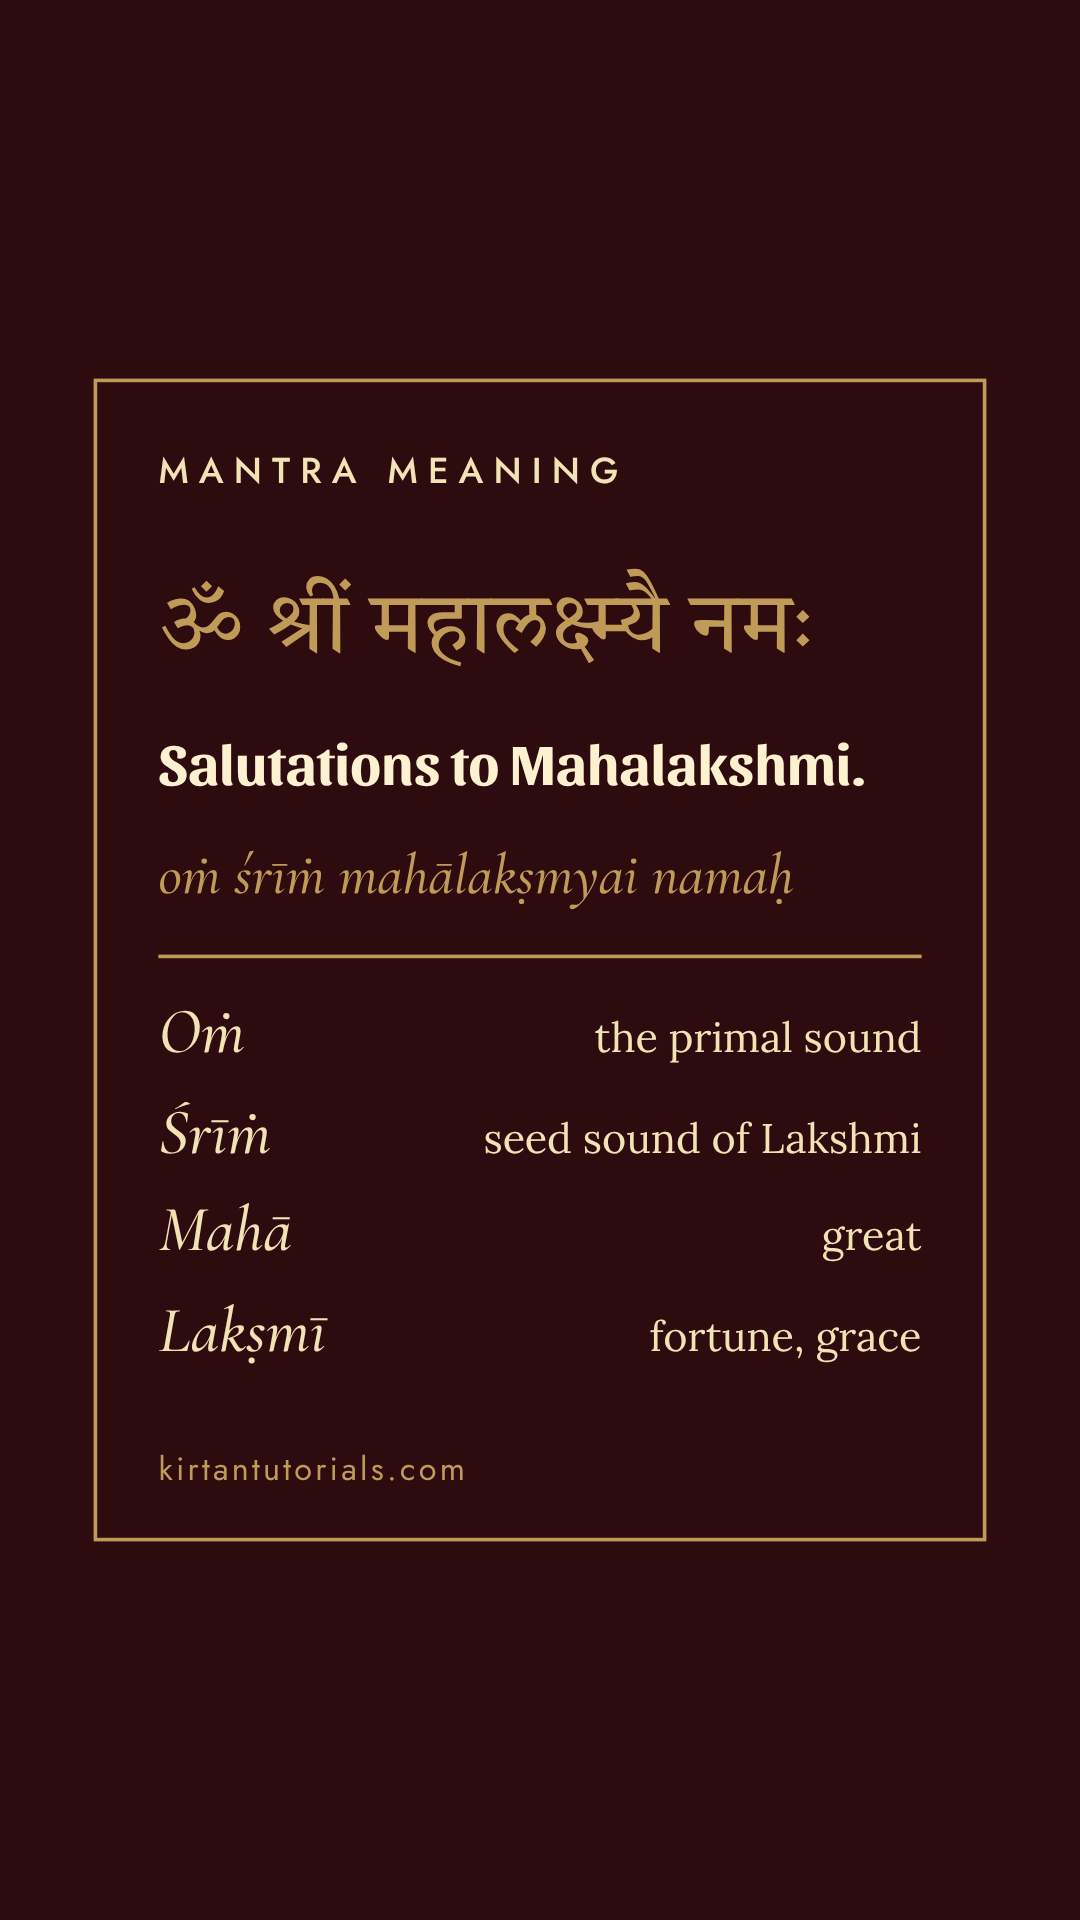 MANTRA MEANING
ॐ श्रीं महालक्ष्म्यै नमः
Salutations to Mahalakshmi.
oṁ śrīṁ mahālakṣmyai namaḥ
Oṁ the primal sound
Śrīṁ seed sound of Lakshmi
Mahā great
Lakṣmī fortune, grace
kirtantutorials.com